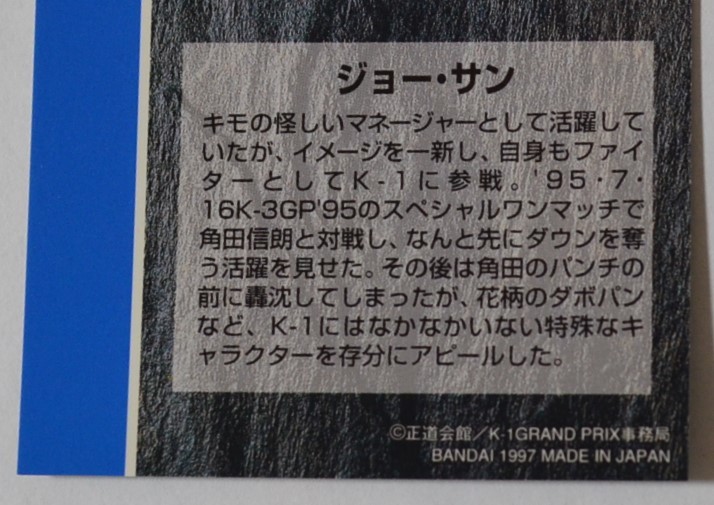 ジョー・サン
キモの怪しいマネージャーとして活躍して
いたが、イメージを一新し、自身もファイ
ターとしてK-1に参戦。'95・7・
16K-3GP'95のスペシャルワンマッチで
角田信朗と対戦し、なんと先にダウンを奪
う活躍を見せた。その後は角田のパンチの
前に轟沈してしまったが、花柄のダボパン
など、K-1にはなかなかいない特殊なキ
ャラクターを存分にアピールした。
©正道会館／K-1GRAND PRIX事務局
BANDAI 1997 MADE IN JAPAN